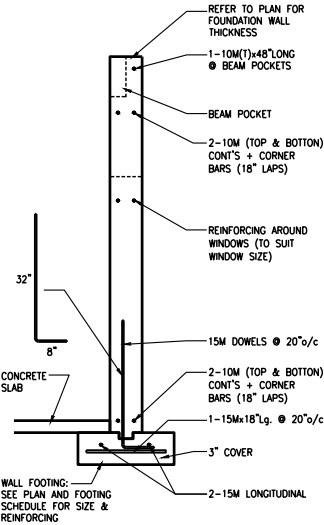 REFER TO PLAN FOR
FOUNDATION WALL
THICKNESS
1-10M(T)x48"LONG
@ BEAM POCKETS
BEAM POCKET
2-10M (TOP & BOTTON)
CONT'S + CORNER
BARS (18" LAPS)
REINFORCING AROUND
WINDOWS (TO SUIT
WINDOW SIZE)
32"
8"
15M DOWELS @ 20"o/c
CONCRETE
SLAB
2-10M (TOP & BOTTON)
CONT'S + CORNER
BARS (18" LAPS)
1-15Mx18"Lg. @ 20"o/c
3" COVER
WALL FOOTING:
SEE PLAN AND FOOTING
SCHEDULE FOR SIZE &
REINFORCING
2-15M LONGITUDINAL